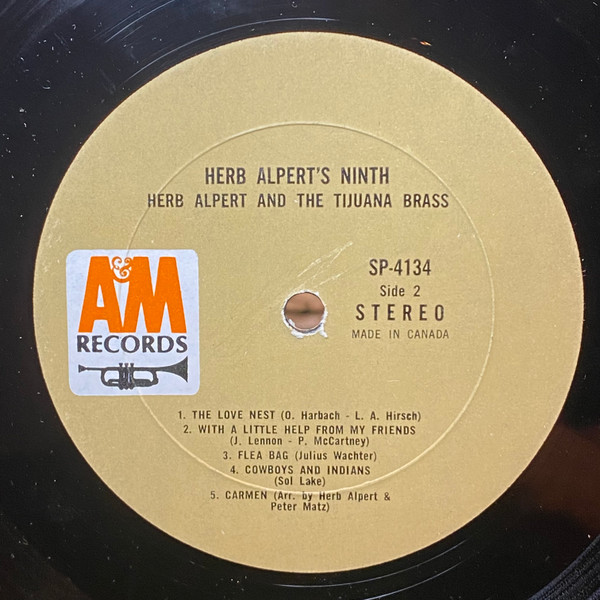 HERB ALPERT'S NINTH
HERB ALPERT AND THE TIJUANA BRASS
A&M
RECORDS
SP-4134
Side 2
STEREO
MADE IN CANADA
1. THE LOVE NEST (O. Harbach - L. A. Hirsch)
2. WITH A LITTLE HELP FROM MY FRIENDS
(J. Lennon - P. McCartney)
3. FLEA BAG (Julius Wachter)
4. COWBOYS AND INDIANS
(Sol Lake)
5. CARMEN (Arr. by Herb Alpert &
Peter Matz)